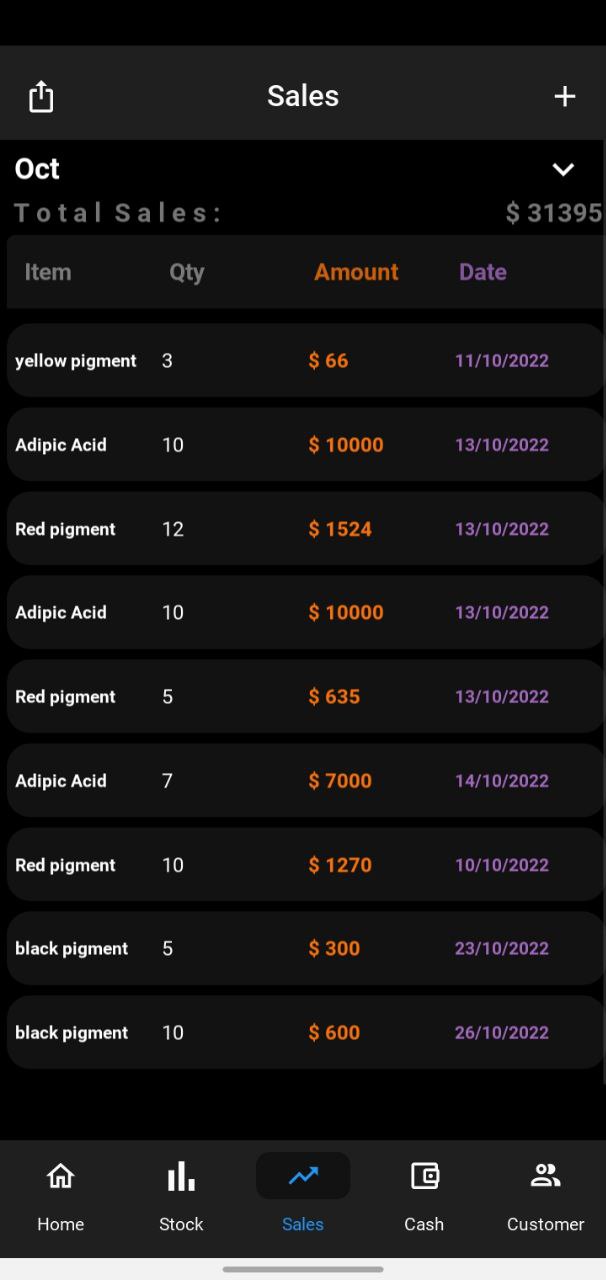 Sales
Oct
Total Sales: $ 31395
Item Qty Amount Date
yellow pigment 3 $ 66 11/10/2022
Adipic Acid 10 $ 10000 13/10/2022
Red pigment 12 $ 1524 13/10/2022
Adipic Acid 10 $ 10000 13/10/2022
Red pigment 5 $ 635 13/10/2022
Adipic Acid 7 $ 7000 14/10/2022
Red pigment 10 $ 1270 10/10/2022
black pigment 5 $ 300 23/10/2022
black pigment 10 $ 600 26/10/2022
Home Stock Sales Cash Customer